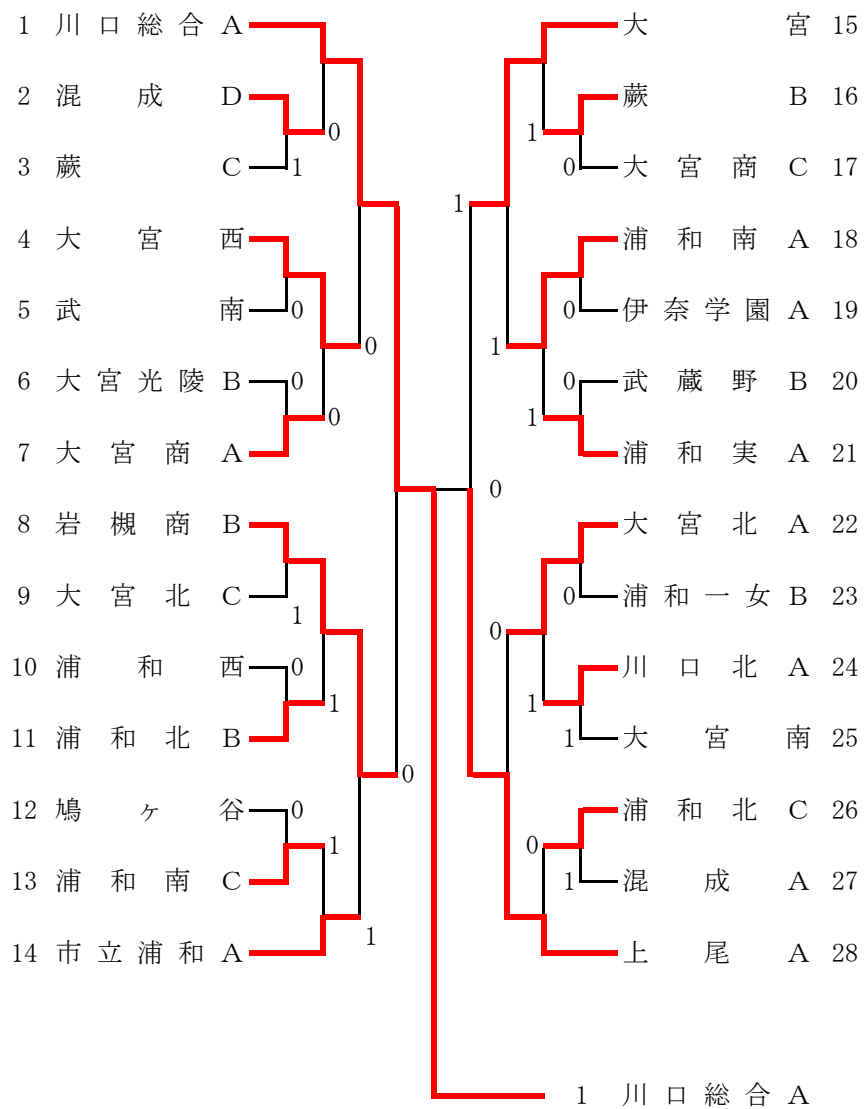 1 川口総合 A
大宮 15
2 混成 D
蕨 B 16
0
1
3 蕨 C
1
0
大宮商 C 17
1
4 大宮西
浦和南 A 18
5 武南
0
0
伊奈学園 A 19
0
1
6 大宮光陵 B
0
0
武蔵野 B 20
0
1
7 大宮商 A
浦和実 A 21
0
8 岩槻商 B
大宮北 A 22
9 大宮北 C
1
0
浦和一女 B 23
0
10 浦和西
0
川口北 A 24
1
1
11 浦和北 B
1
大宮南 25
0
12 鳩ヶ谷
0
浦和北 C 26
1
0
13 浦和南 C
1
混成 A 27
1
14 市立浦和 A
上尾 A 28
1 川口総合 A